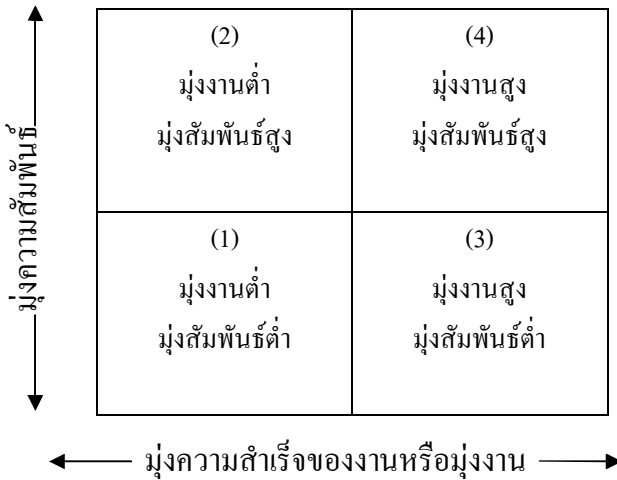 (2)
มุ่งงานต่ำ
มุ่งสัมพันธ์สูง
(4)
มุ่งงานสูง
มุ่งสัมพันธ์สูง
มุ่งความสัมพันธ์
(1)
มุ่งงานต่ำ
มุ่งสัมพันธ์ต่ำ
(3)
มุ่งงานสูง
มุ่งสัมพันธ์ต่ำ
มุ่งความสำเร็จของงานหรือมุ่งงาน